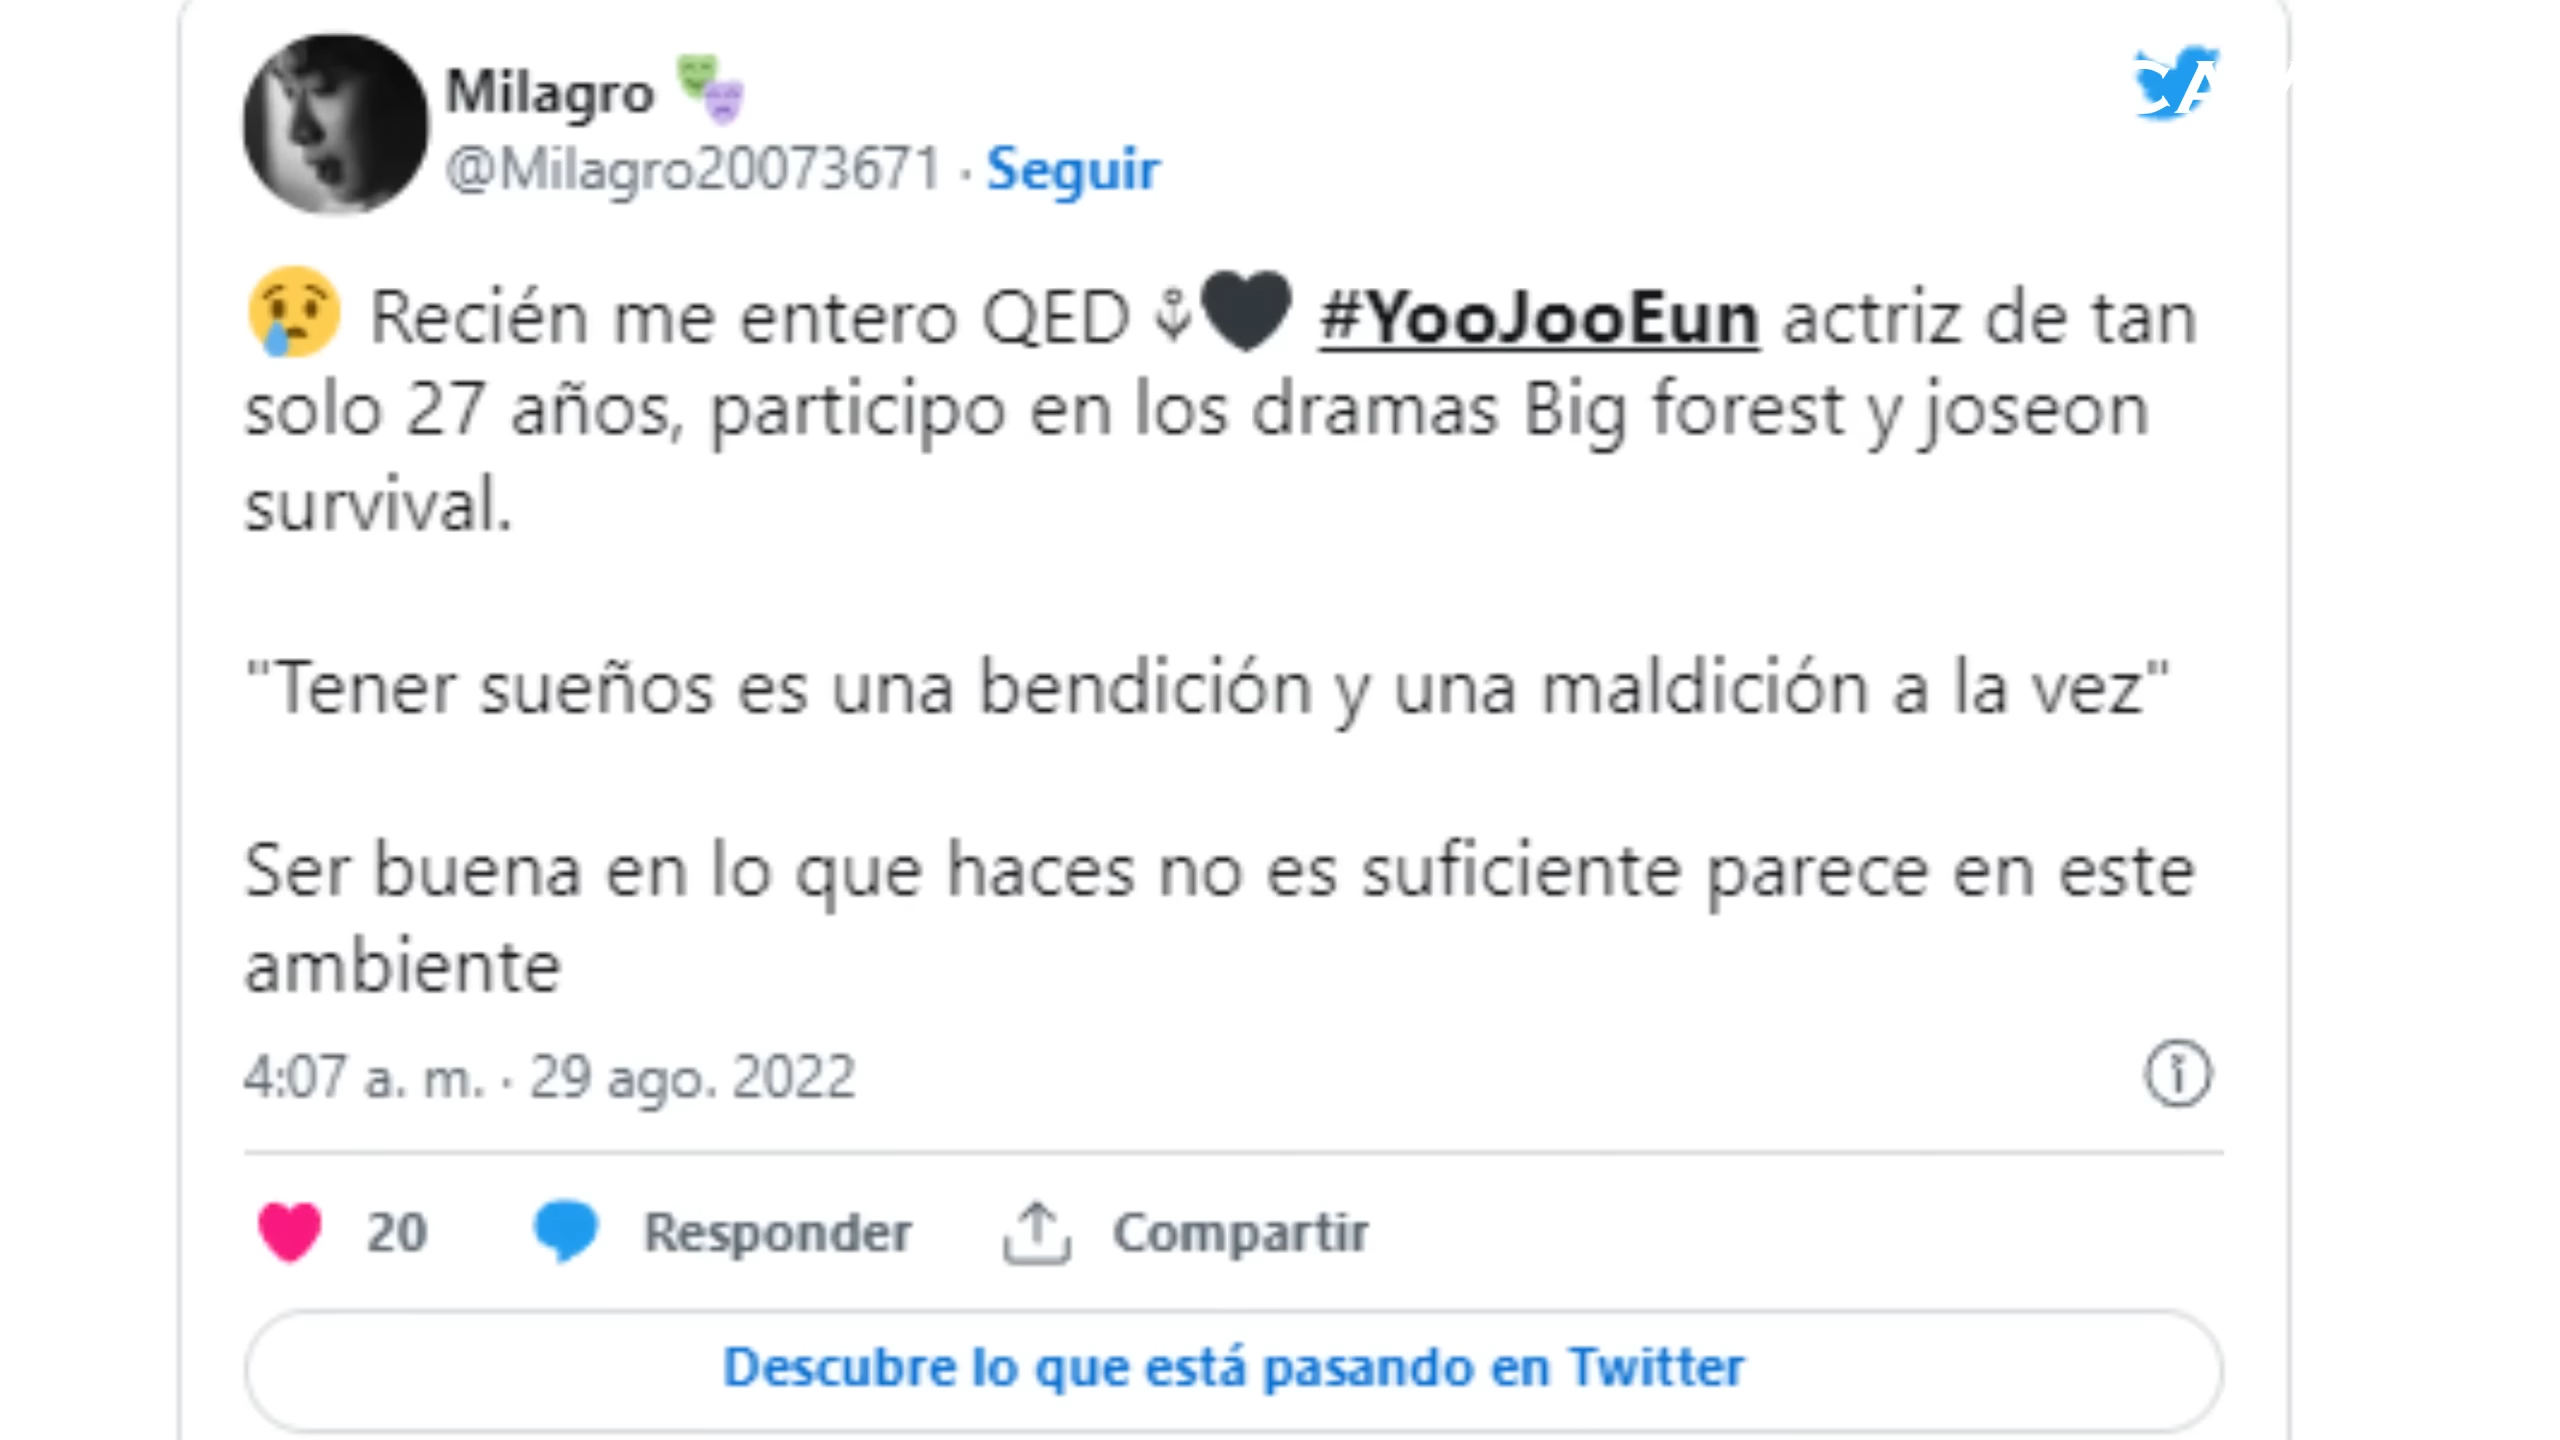 Milagro 🎭
@Milagro20073671 · Seguir
😢 Recién me entero QED ⚓🖤 #YooJooEun actriz de tan
solo 27 años, participo en los dramas Big forest y joseon
survival.
"Tener sueños es una bendición y una maldición a la vez"
Ser buena en lo que haces no es suficiente parece en este
ambiente
4:07 a. m. · 29 ago. 2022
20 Responder Compartir
Descubre lo que está pasando en Twitter